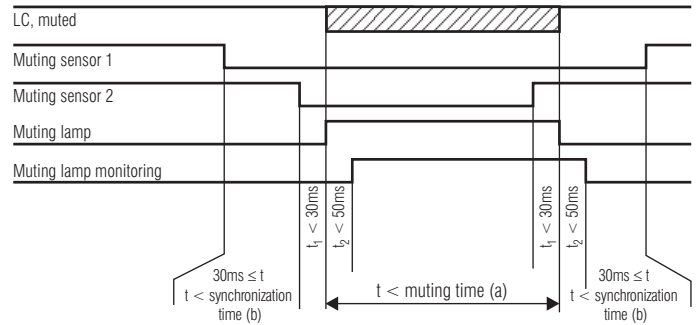 LC, muted
Muting sensor 1
Muting sensor 2
Muting lamp
Muting lamp monitoring
t₁ < 30ms
t₂ < 50ms
t₁ < 30ms
t₂ < 50ms
30ms ≤ t
t < synchronization
time (b)
t < muting time (a)
30ms ≤ t
t < synchronization
time (b)